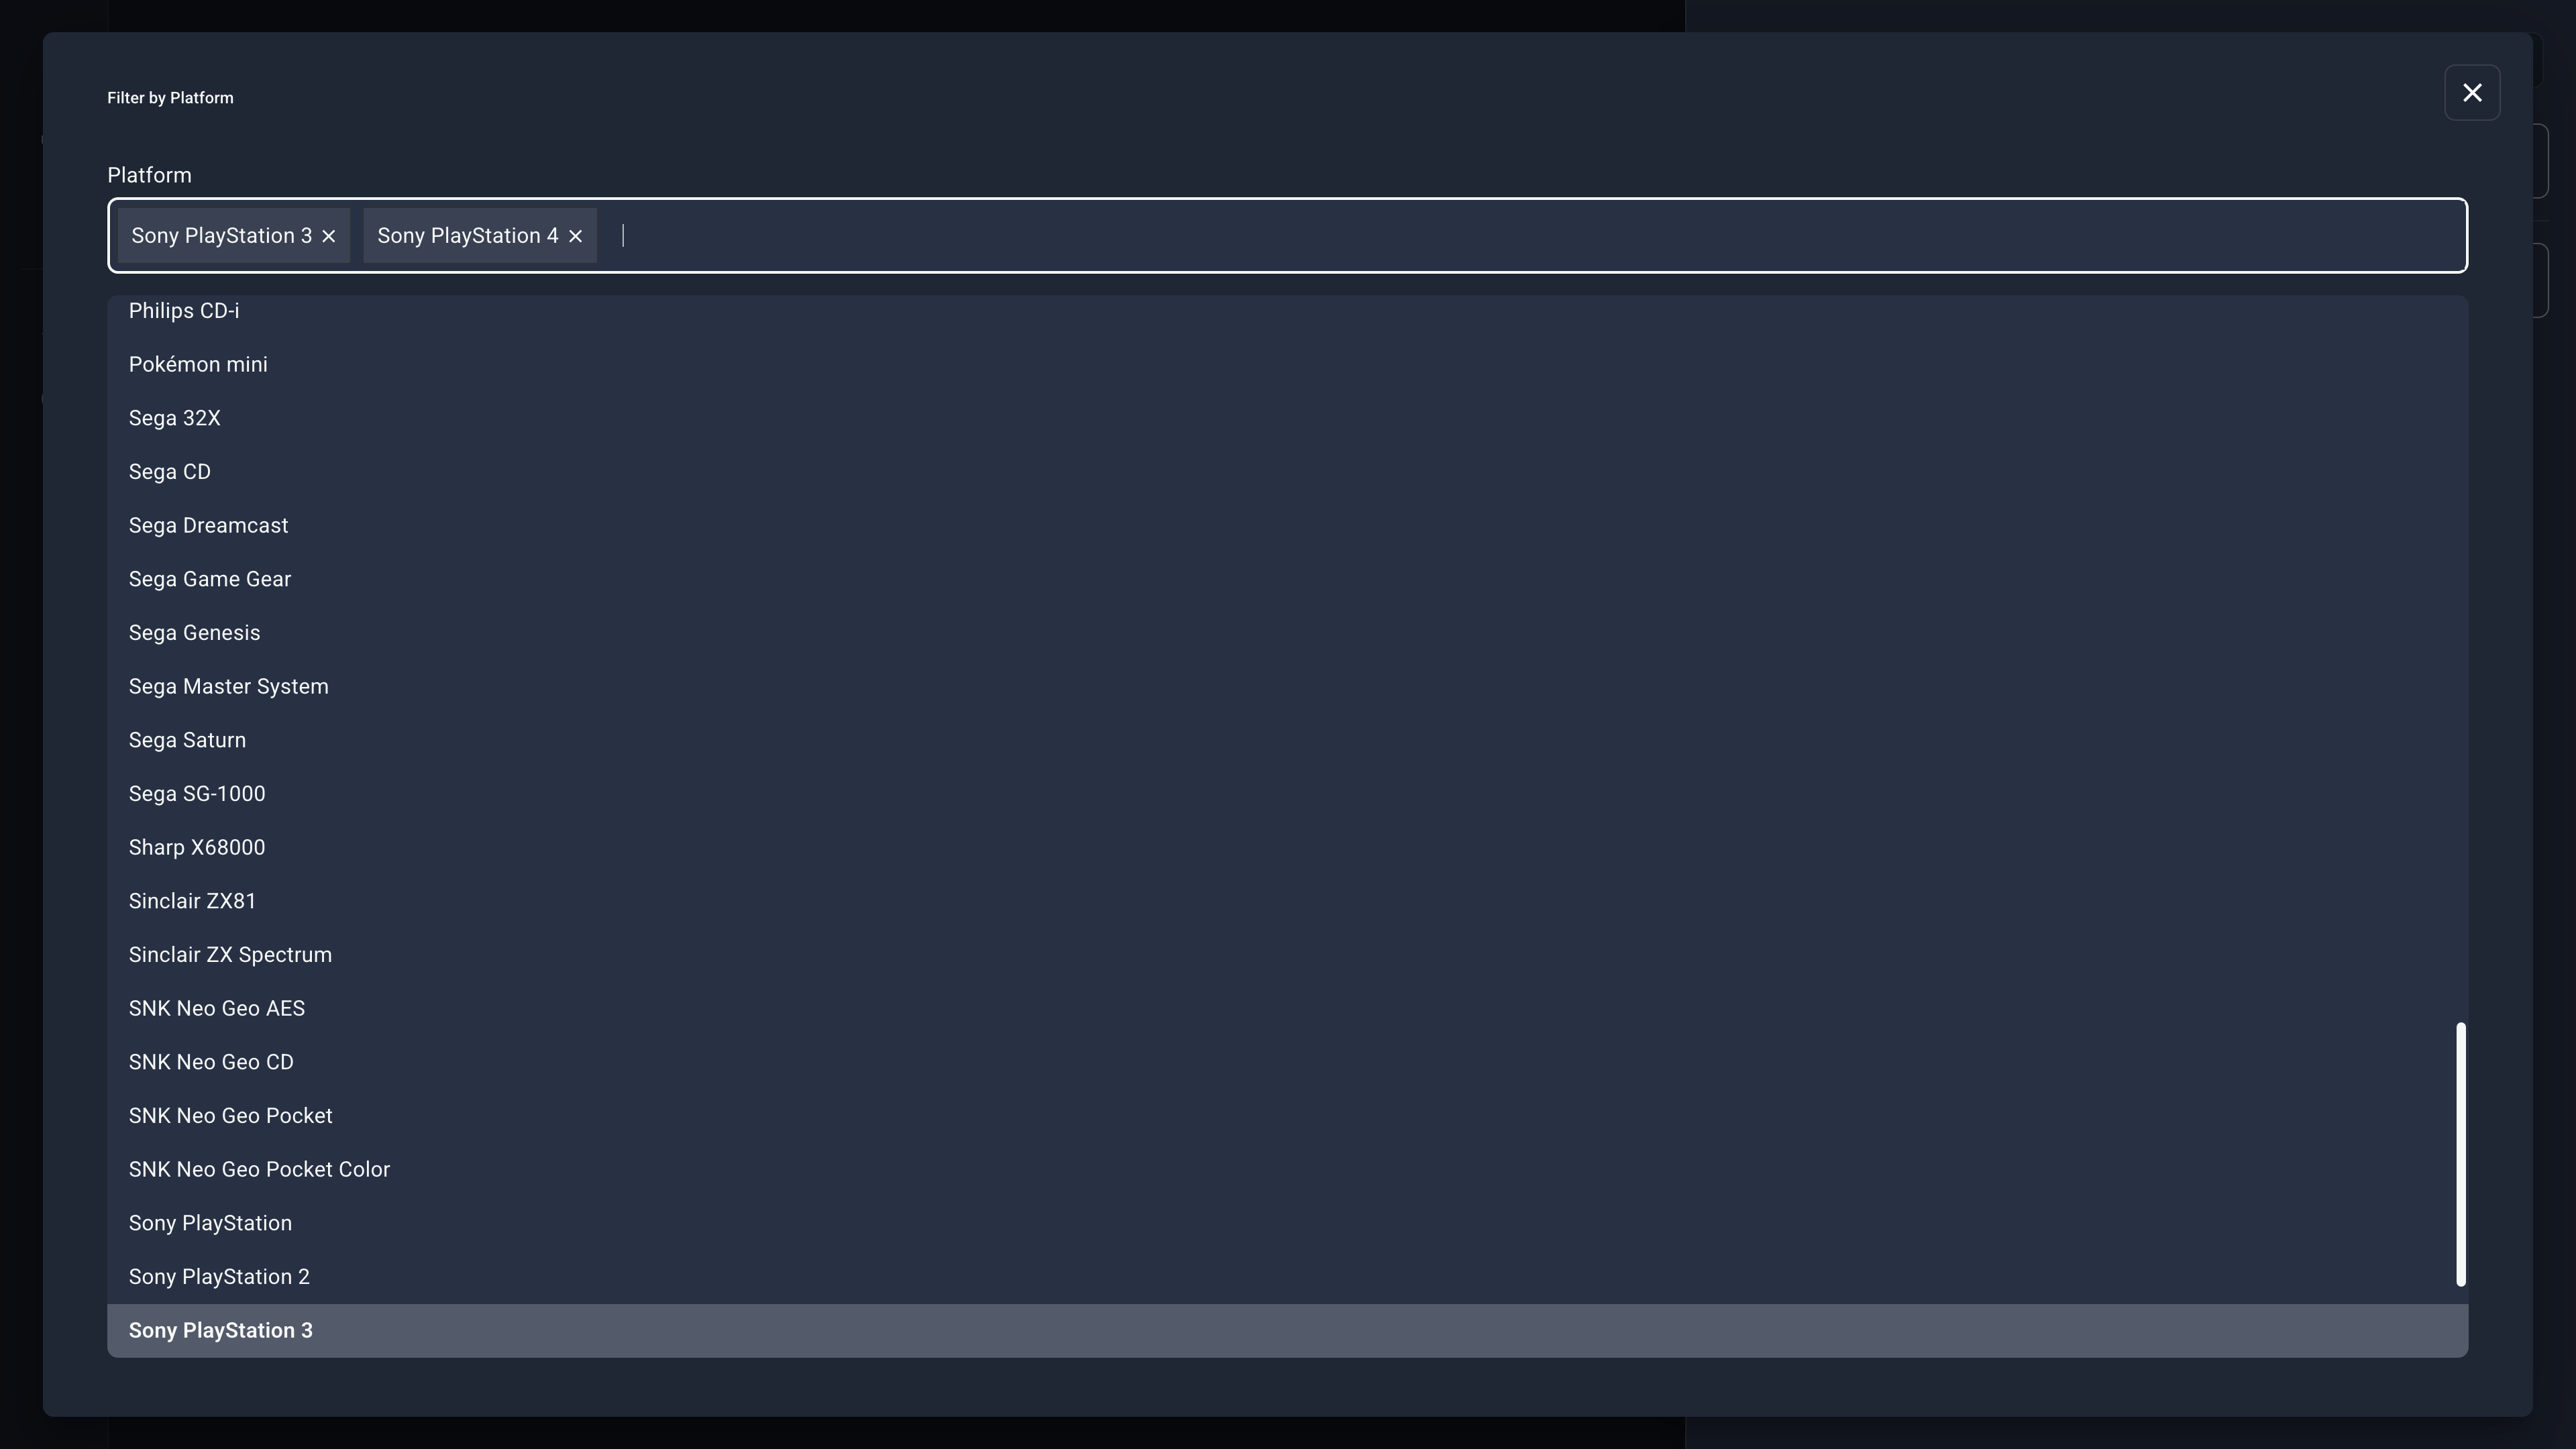 Filter by Platform
Platform
Sony PlayStation 3
Sony PlayStation 4
Philips CD-i
Pokémon mini
Sega 32X
Sega CD
Sega Dreamcast
Sega Game Gear
Sega Genesis
Sega Master System
Sega Saturn
Sega SG-1000
Sharp X68000
Sinclair ZX81
Sinclair ZX Spectrum
SNK Neo Geo AES
SNK Neo Geo CD
SNK Neo Geo Pocket
SNK Neo Geo Pocket Color
Sony PlayStation
Sony PlayStation 2
Sony PlayStation 3